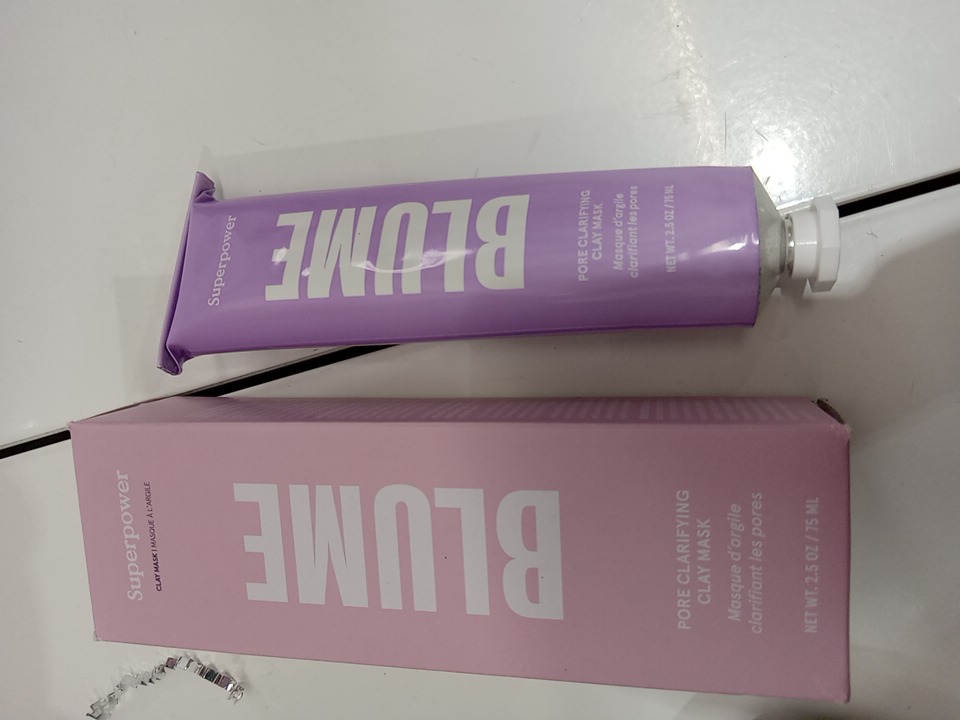 Superpower
BLUME
PORE CLARIFYING
CLAY MASK
Masque d'argile
clarifiant les pores
NET WT. 2.5 OZ / 75 ML
Superpower
CLAY MASK | MASQUE À L'ARGILE
BLUME
PORE CLARIFYING
CLAY MASK
Masque d'argile
clarifiant les pores
NET WT. 2.5 OZ / 75 ML